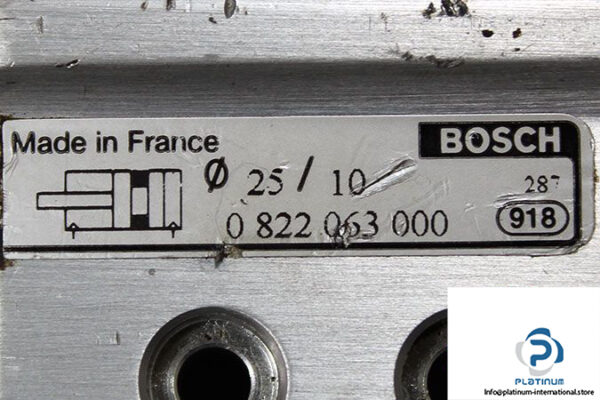 Made in France
BOSCH
Ø 25 / 10
287
0 822 063 000
918
PLATINUM
Info@platinum-international.store